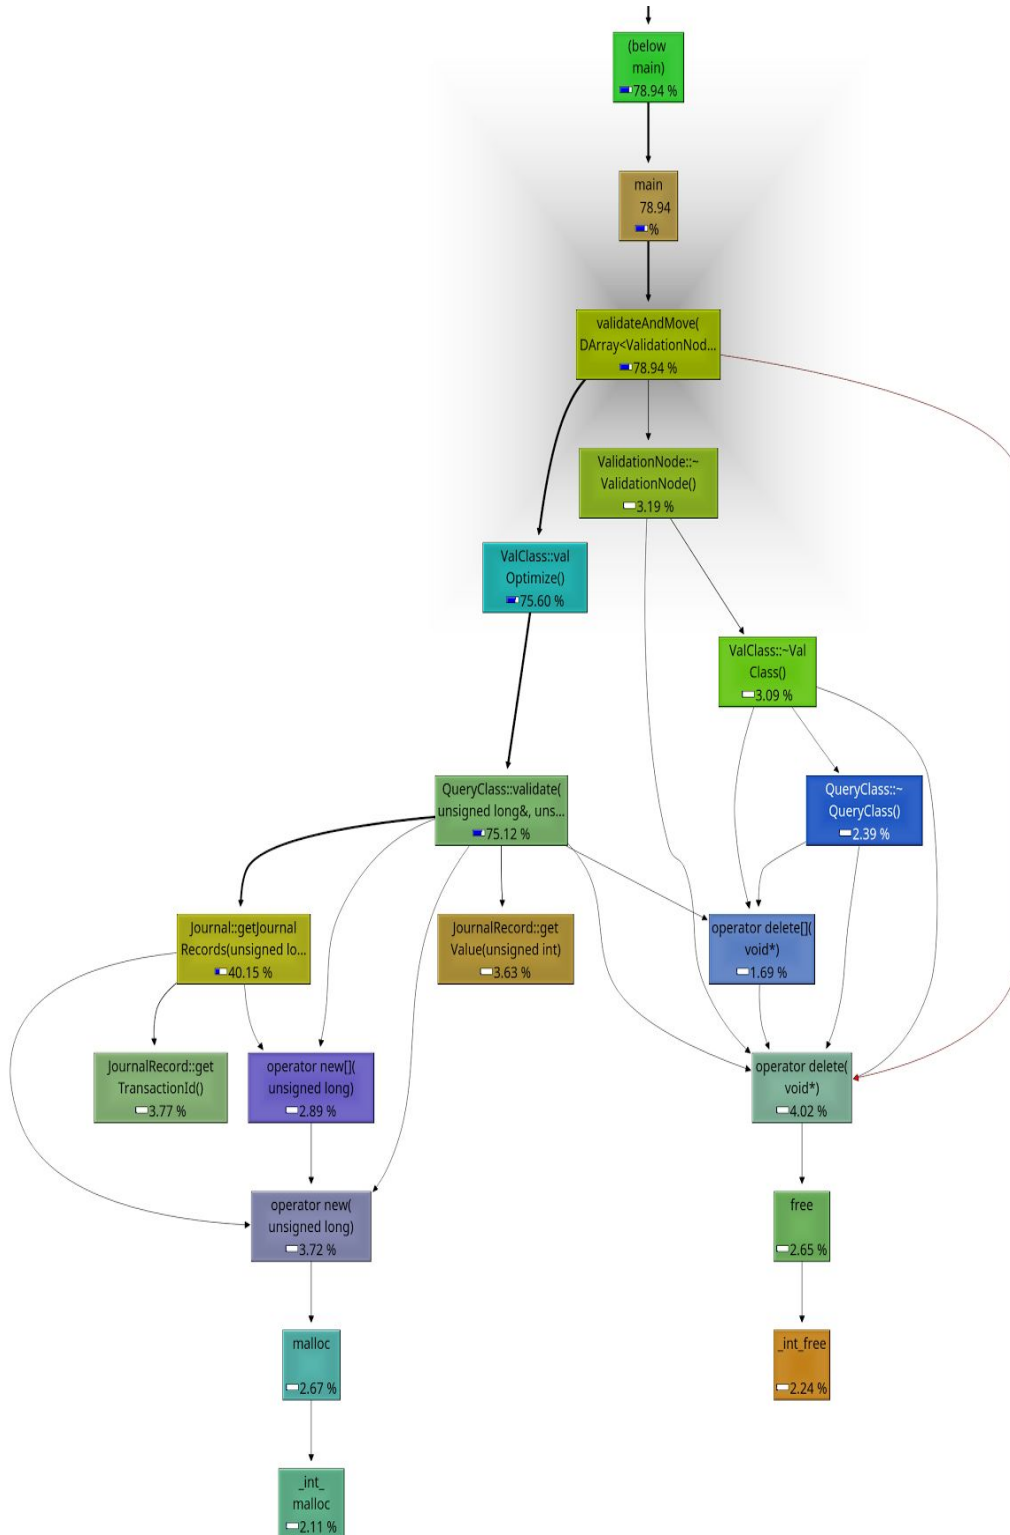 (below
main)
78.94 %
main
78.94
%
validateAndMove(
DArray<ValidationNod...
78.94 %
ValidationNode::~
ValidationNode()
3.19 %
ValClass::val
Optimize()
75.60 %
ValClass::~Val
Class()
3.09 %
QueryClass::validate(
unsigned long&, uns...
75.12 %
QueryClass::~
QueryClass()
2.39 %
Journal::getJournal
Records(unsigned lo...
40.15 %
JournalRecord::get
Value(unsigned int)
3.63 %
operator delete[](
void*)
1.69 %
JournalRecord::get
TransactionId()
3.77 %
operator new[](
unsigned long)
2.89 %
operator delete(
void*)
4.02 %
operator new(
unsigned long)
3.72 %
free
2.65 %
malloc
2.67 %
_int_free
2.24 %
_int_
malloc
2.11 %